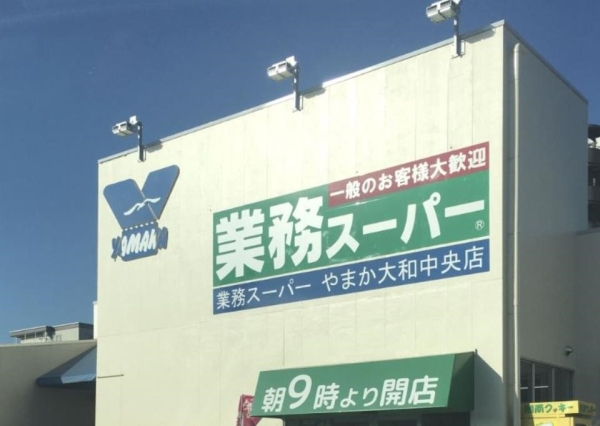 YAMAKA
一般のお客様大歓迎
業務スーパー®
業務スーパー やまか大和中央店
朝9時より開店